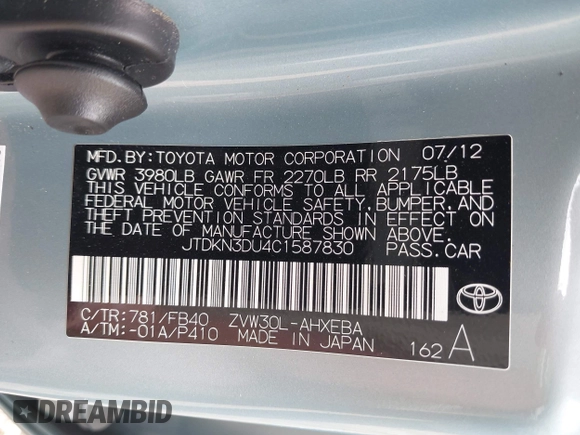 MFD.BY:TOYOTA MOTOR CORPORATION 07/12
GVWR 3980LB GAWR FR 2270LB RR 2175LB
THIS VEHICLE CONFORMS TO ALL APPLICABLE
FEDERAL MOTOR VEHICLE SAFETY, BUMPER, AND
THEFT PREVENTION STANDARDS IN EFFECT ON
THE DATE OF MANUFACTURE SHOWN ABOVE.
JTDKN3DU4C1587830 PASS.CAR
C/TR:781/FB40 ZVW30L-AHXEBA
A/TM:-01A/P410 MADE IN JAPAN 162 A
DREAMBID